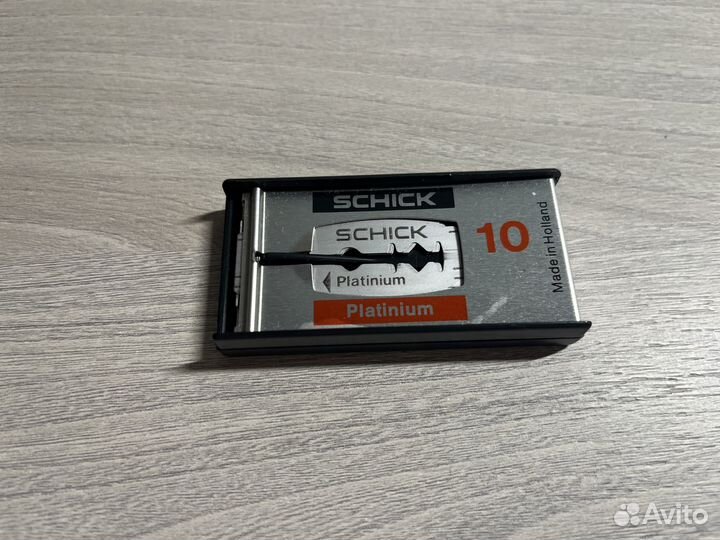 SCHICK
SCHICK
Platinium
Platinium
10
Made in Holland
Avito